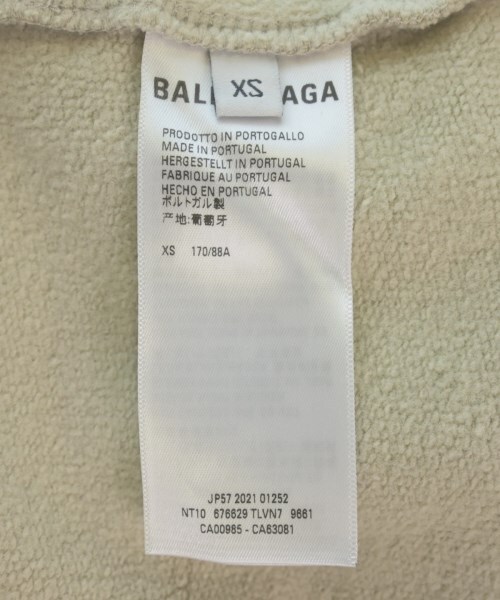 XS
BAL AGA
PRODOTTO IN PORTOGALLO
MADE IN PORTUGAL
HERGESTELLT IN PORTUGAL
FABRIQUE AU PORTUGAL
HECHO EN PORTUGAL
ポルトガル製
产地:葡萄牙
XS 170/88A
JP57 2021 01252
NT10 676629 TLVN7 9661
CA00985 - CA63081